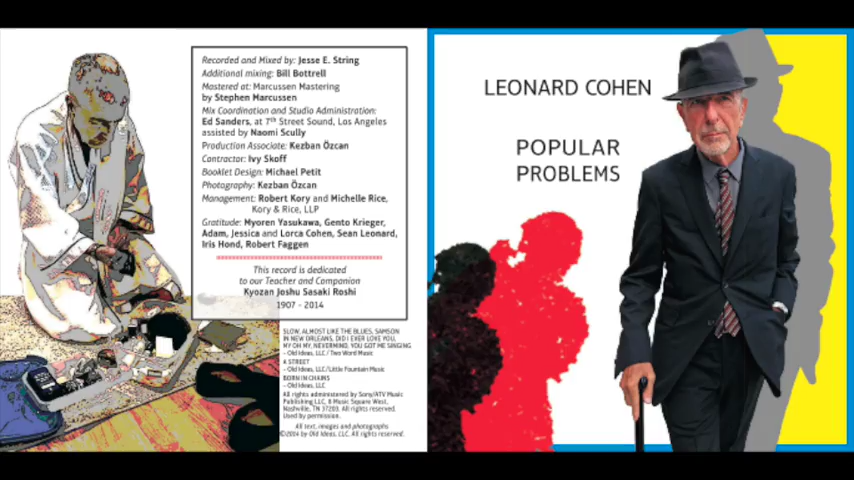 Recorded and Mixed by: Jesse E. String
Additional mixing: Bill Bottrell
Mastered at: Marcussen Mastering
by Stephen Marcussen
Mix Coordination and Studio Administration:
Ed Sanders, at 7th Street Sound, Los Angeles
assisted by Naomi Scully
Production Associate: Kezban Özcan
Contractor: Ivy Skoff
Booklet Design: Michael Petit
Photography: Kezban Özcan
Management: Robert Kory and Michelle Rice,
Kory & Rice, LLP
Gratitude: Myoren Yasukawa, Gento Krieger,
Adam, Jessica and Lorca Cohen, Sean Leonard,
Iris Hond, Robert Faggen
This record is dedicated
to our Teacher and Companion
Kyozan Joshu Sasaki Roshi
1907 - 2014
SLOW, ALMOST LIKE THE BLUES, SAMSON
IN NEW ORLEANS, DID I EVER LOVE YOU,
MY OH MY, NEVERMIND, YOU GOT ME SINGING
– Old Ideas, LLC / Two Word Music
A STREET
– Old Ideas, LLC/Little Fountain Music
BORN IN CHAINS
– Old Ideas, LLC
All rights administered by Sony/ATV Music
Publishing LLC, 8 Music Square West,
Nashville, TN 37203. All rights reserved.
Used by permission.
All text, images and photographs
©2014 by Old Ideas, LLC. All rights reserved.
LEONARD COHEN
POPULAR
PROBLEMS